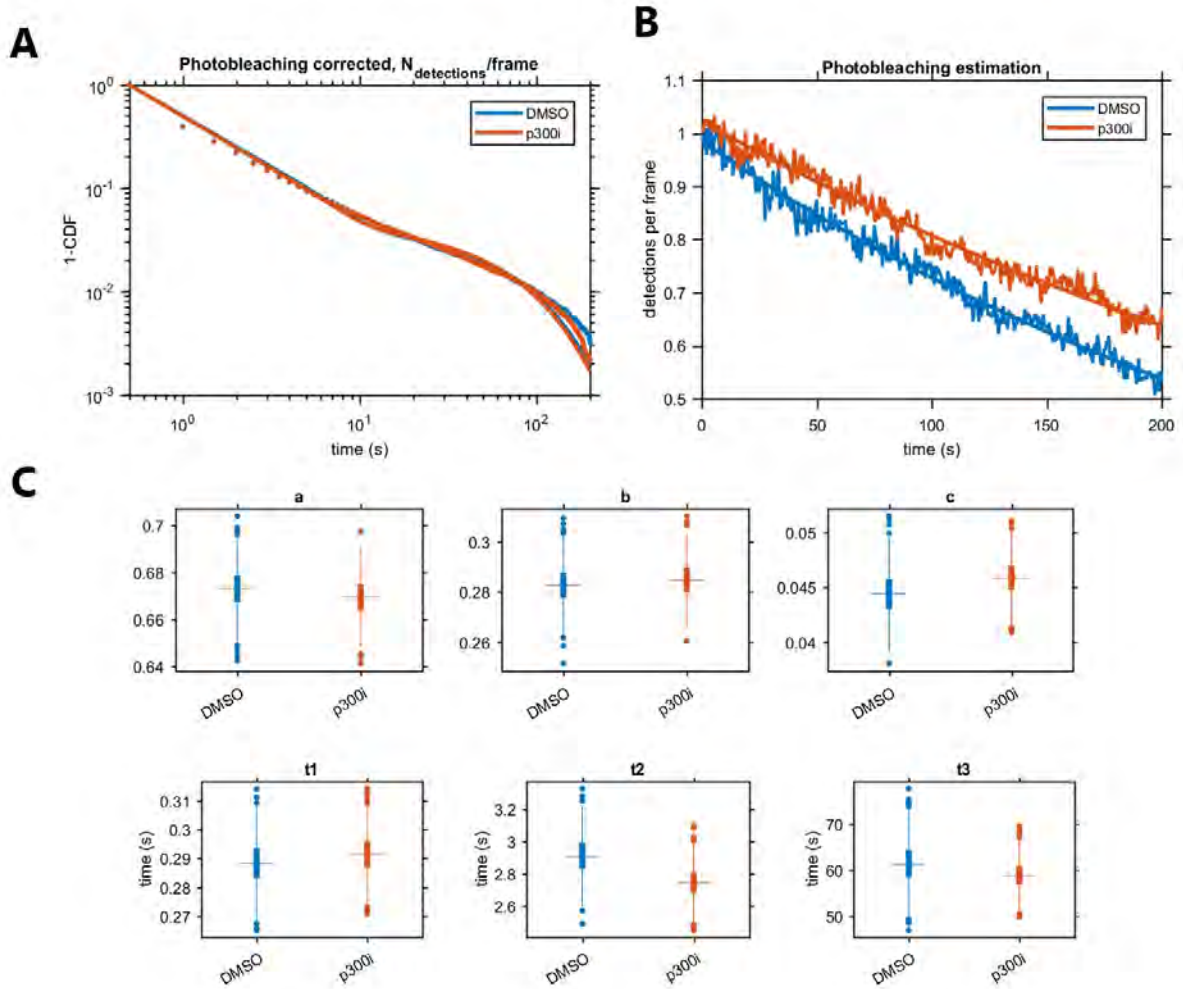 A
Photobleaching corrected, N_detections/frame
10^0
10^-1
10^-2
10^-3
1-CDF
10^0
10^1
10^2
time (s)
DMSO
p300i
B
Photobleaching estimation
1.1
1
0.9
0.8
0.7
0.6
0.5
detections per frame
0
50
100
150
200
time (s)
DMSO
p300i
C
a
0.7
0.68
0.66
0.64
DMSO
p300i
b
0.3
0.28
0.26
DMSO
p300i
c
0.05
0.045
0.04
DMSO
p300i
t1
time (s)
0.31
0.3
0.29
0.28
0.27
DMSO
p300i
t2
time (s)
3.2
3
2.8
2.6
DMSO
p300i
t3
time (s)
70
60
50
DMSO
p300i